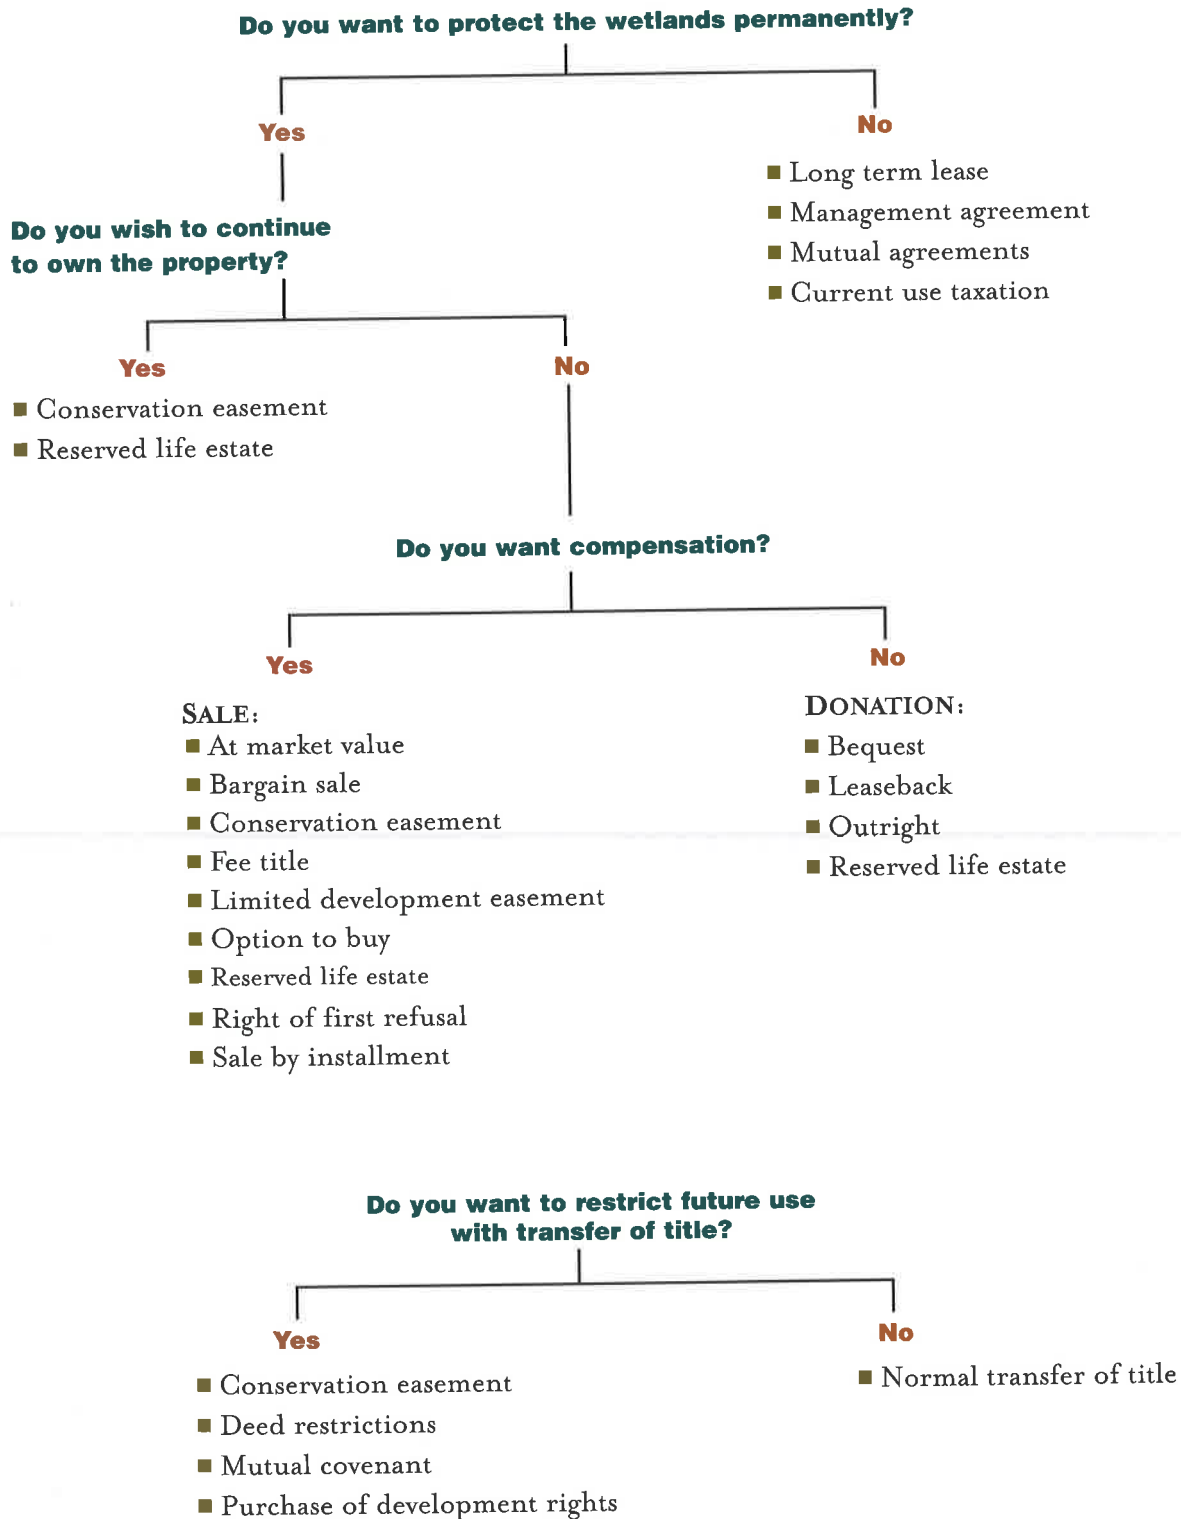 Do you want to protect the wetlands permanently?
Yes
No
Long term lease
Management agreement
Mutual agreements
Current use taxation
Do you wish to continue
to own the property?
Yes
No
Conservation easement
Reserved life estate
Do you want compensation?
Yes
No
SALE:
At market value
Bargain sale
Conservation easement
Fee title
Limited development easement
Option to buy
Reserved life estate
Right of first refusal
Sale by installment
DONATION:
Bequest
Leaseback
Outright
Reserved life estate
Do you want to restrict future use
with transfer of title?
Yes
No
Conservation easement
Deed restrictions
Mutual covenant
Purchase of development rights
Normal transfer of title